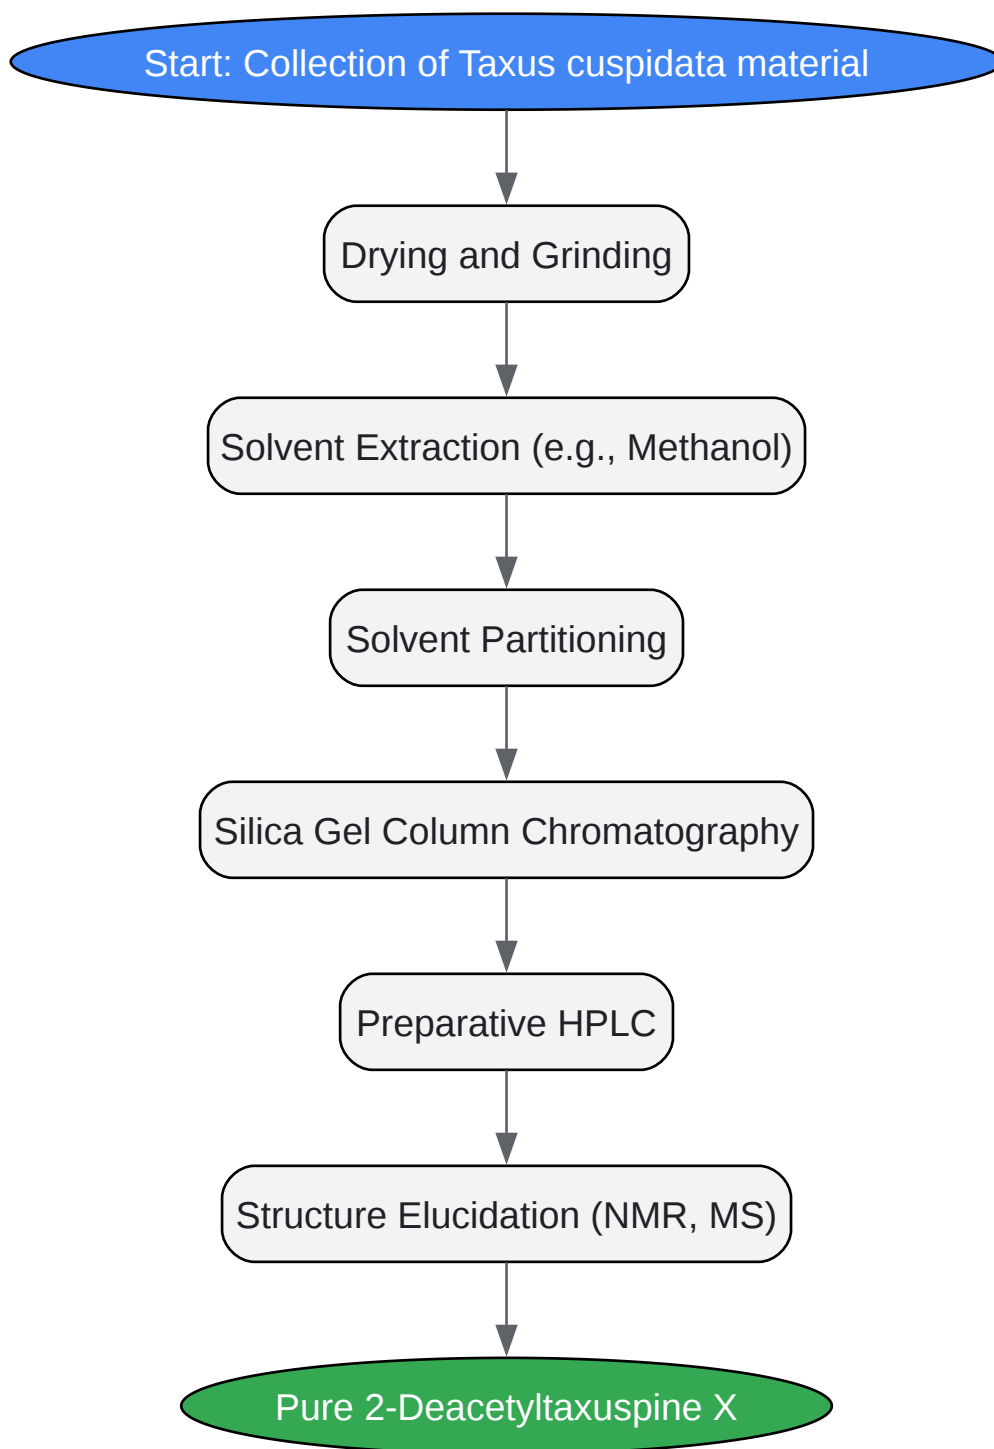 Start: Collection of Taxus cuspidata material
Drying and Grinding
Solvent Extraction (e.g., Methanol)
Solvent Partitioning
Silica Gel Column Chromatography
Preparative HPLC
Structure Elucidation (NMR, MS)
Pure 2-Deacetyltaxuspine X